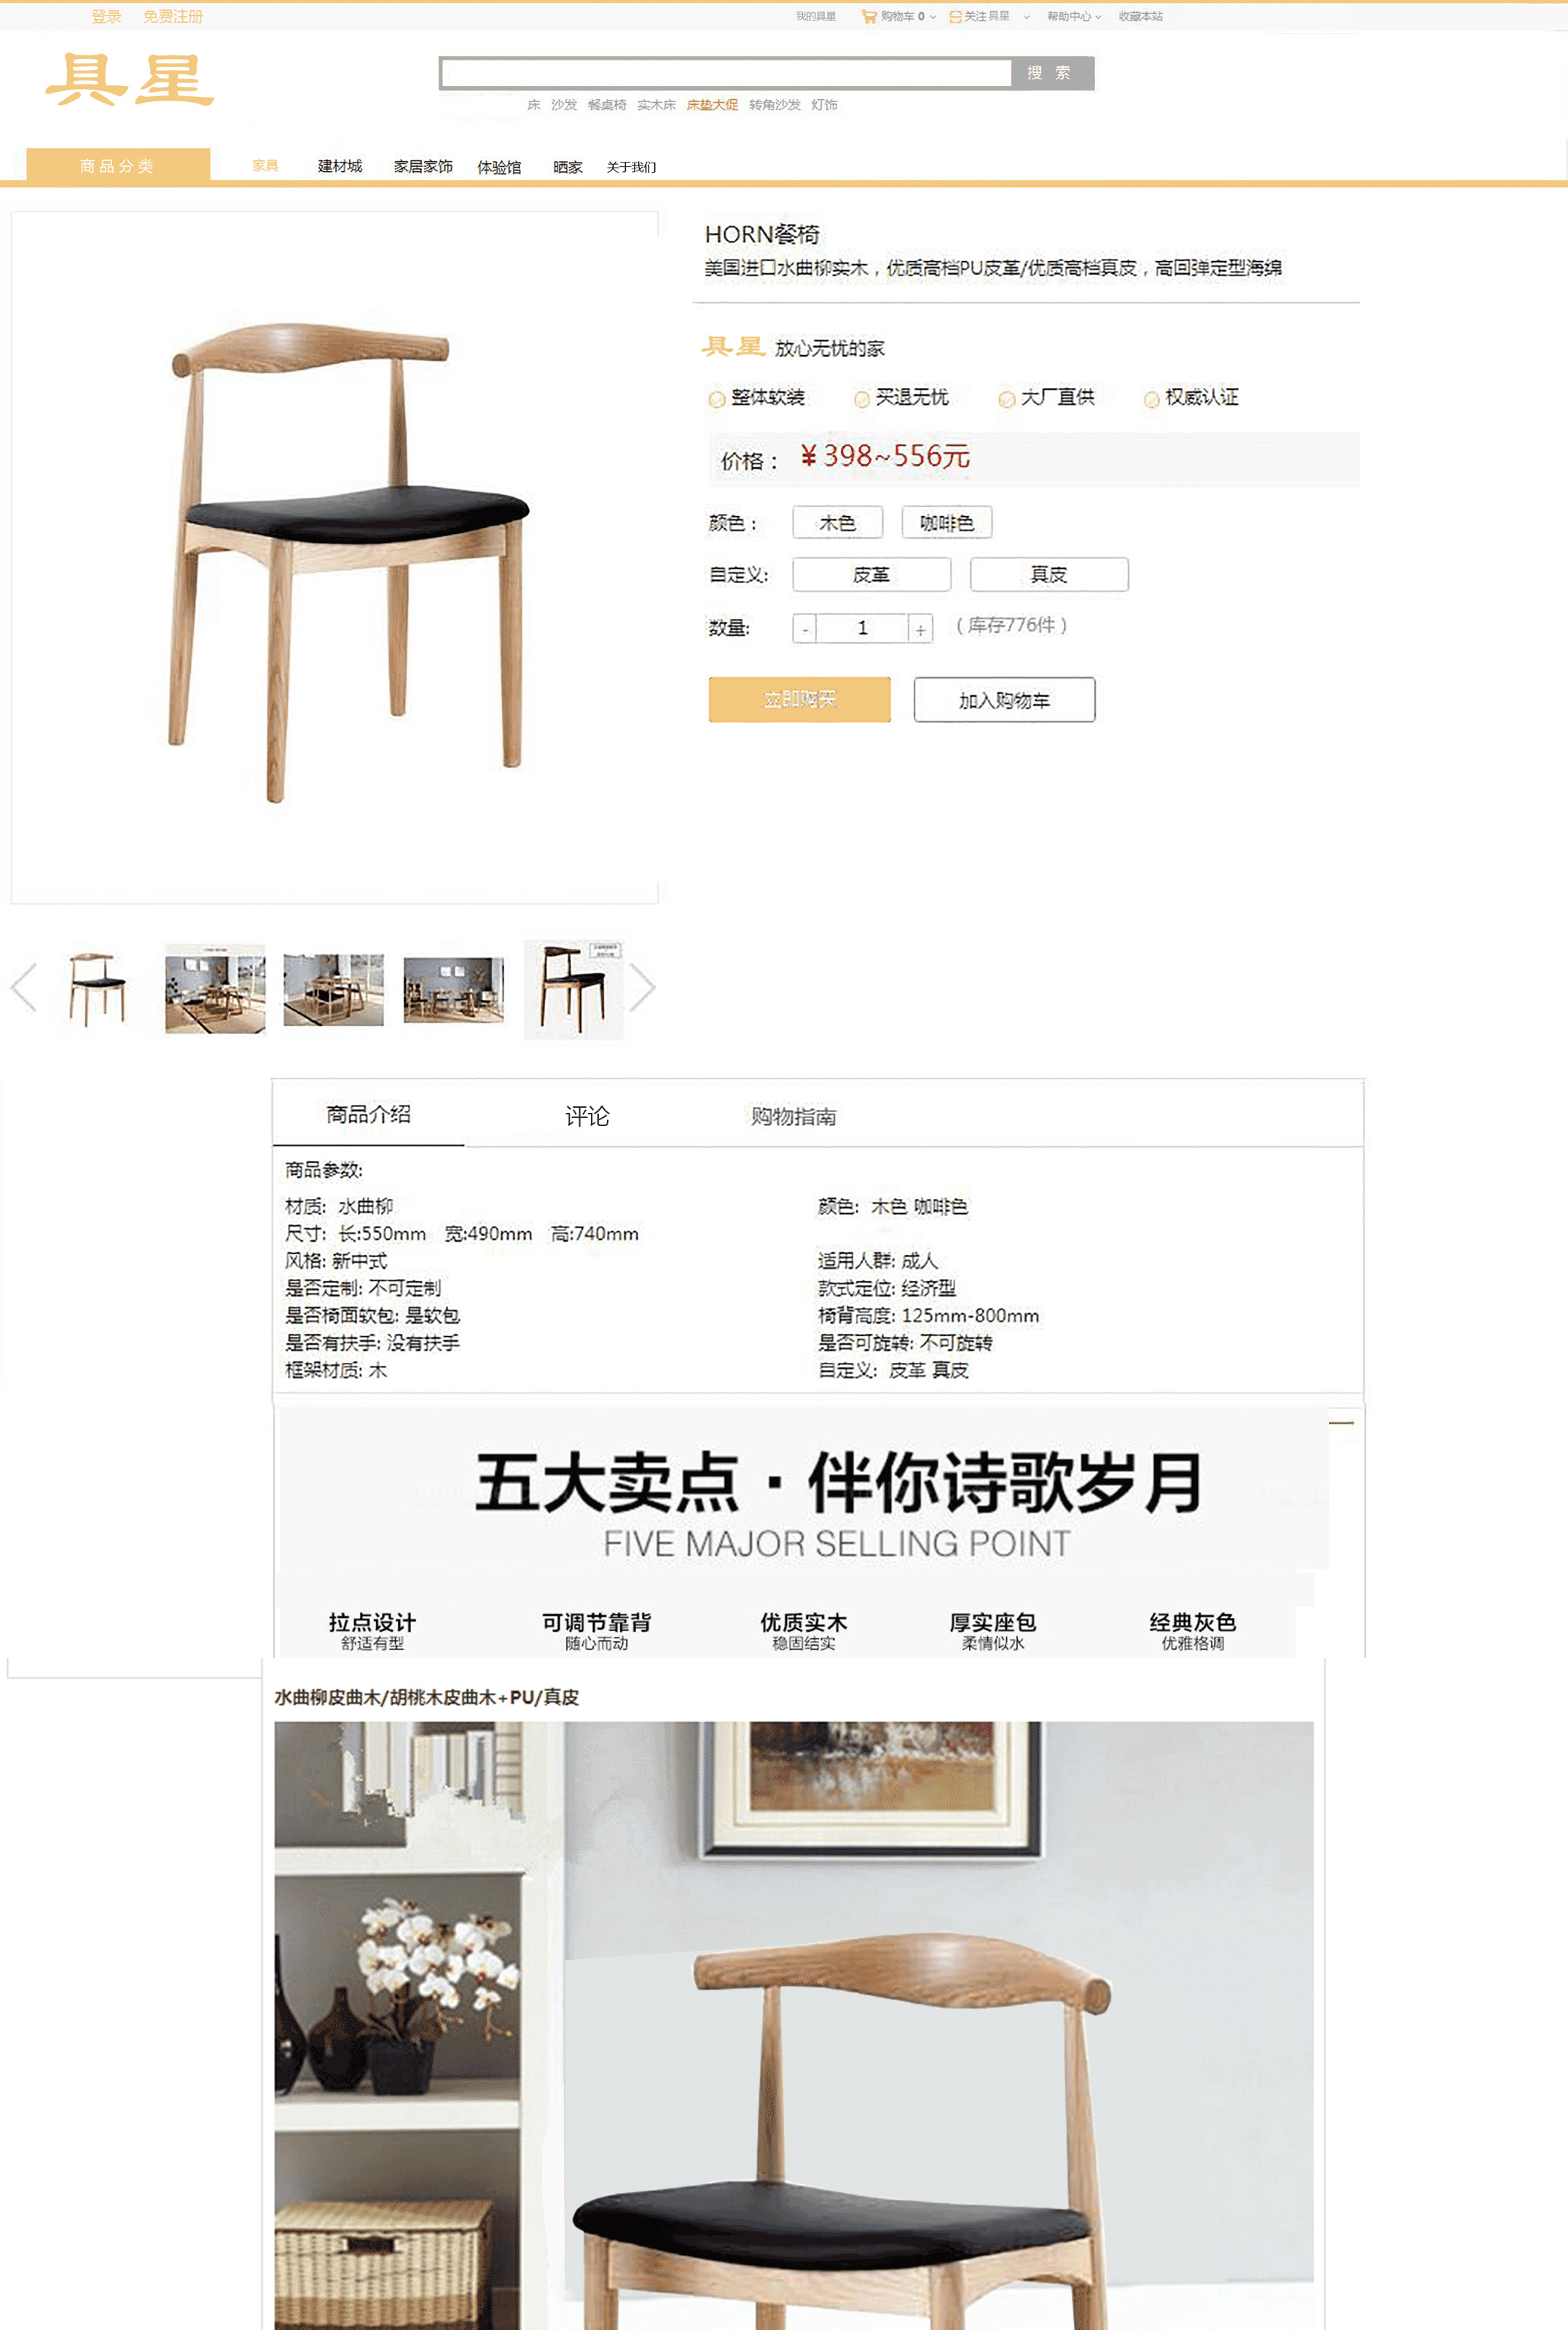 登录 免费注册 我的具星 购物车 0 关注 具星 帮助中心 收藏本站
具星
搜 索
床 沙发 餐桌椅 实木床 床垫大促 转角沙发 灯饰
商品分类 家具 建材城 家居家饰 体验馆 晒家 关于我们
HORN餐椅
美国进口水曲柳实木，优质高档PU皮革/优质高档真皮，高回弹定型海绵
具星 放心无忧的家
整体软装 买退无忧 大厂直供 权威认证
价格： ¥ 398~556元
颜色： 木色 咖啡色
自定义: 皮革 真皮
数量: - 1 + （库存776件）
立即购买 加入购物车
商品介绍 评论 购物指南
商品参数:
材质: 水曲柳 颜色: 木色 咖啡色
尺寸: 长:550mm 宽:490mm 高:740mm
风格: 新中式 适用人群: 成人
是否定制: 不可定制 款式定位: 经济型
是否椅面软包: 是软包 椅背高度: 125mm-800mm
是否有扶手: 没有扶手 是否可旋转: 不可旋转
框架材质: 木 自定义: 皮革 真皮
五大卖点·伴你诗歌岁月
FIVE MAJOR SELLING POINT
拉点设计 可调节靠背 优质实木 厚实座包 经典灰色
舒适有型 随心而动 稳固结实 柔情似水 优雅格调
水曲柳皮曲木/胡桃木皮曲木+PU/真皮